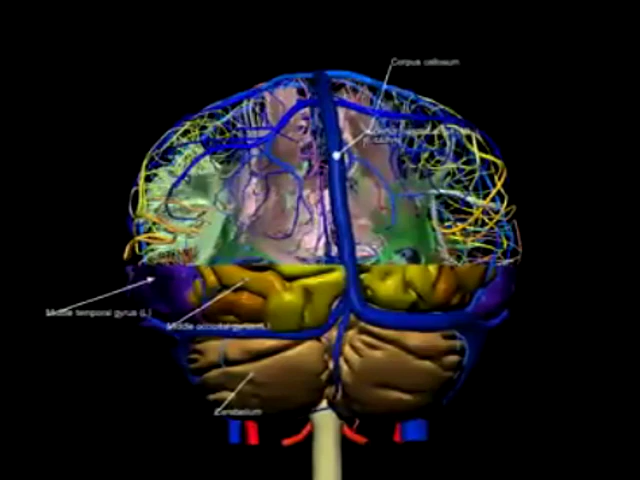 Corpus callosum
Middle temporal gyrus (L)
Middle occipital gyrus (L)
Cerebellum